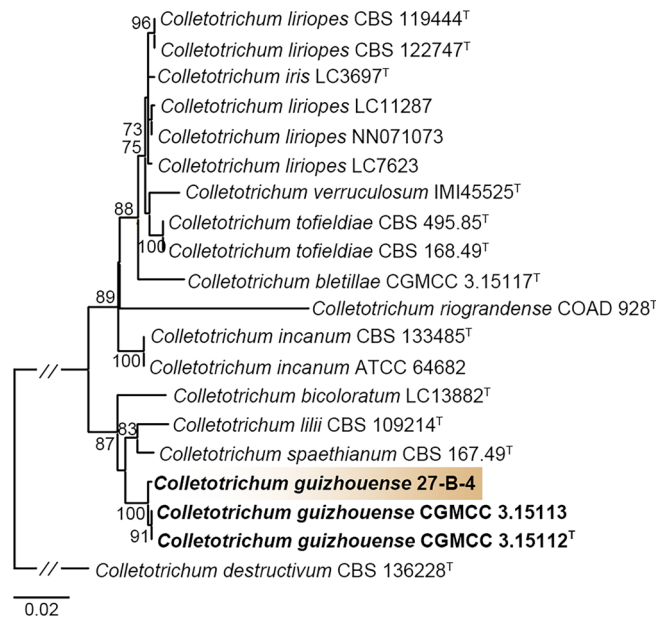 96
Colletotrichum liriopes CBS 119444ᵀ
Colletotrichum liriopes CBS 122747ᵀ
Colletotrichum iris LC3697ᵀ
Colletotrichum liriopes LC11287
73
Colletotrichum liriopes NN071073
75
Colletotrichum liriopes LC7623
Colletotrichum verruculosum IMI45525ᵀ
88
Colletotrichum tofieldiae CBS 495.85ᵀ
100
Colletotrichum tofieldiae CBS 168.49ᵀ
Colletotrichum bletillae CGMCC 3.15117ᵀ
89
Colletotrichum riograndense COAD 928ᵀ
Colletotrichum incanum CBS 133485ᵀ
100
Colletotrichum incanum ATCC 64682
//
Colletotrichum bicoloratum LC13882ᵀ
83
Colletotrichum lilii CBS 109214ᵀ
87
Colletotrichum spaethianum CBS 167.49ᵀ
Colletotrichum guizhouense 27-B-4
100
Colletotrichum guizhouense CGMCC 3.15113
91
Colletotrichum guizhouense CGMCC 3.15112ᵀ
//
Colletotrichum destructivum CBS 136228ᵀ
0.02